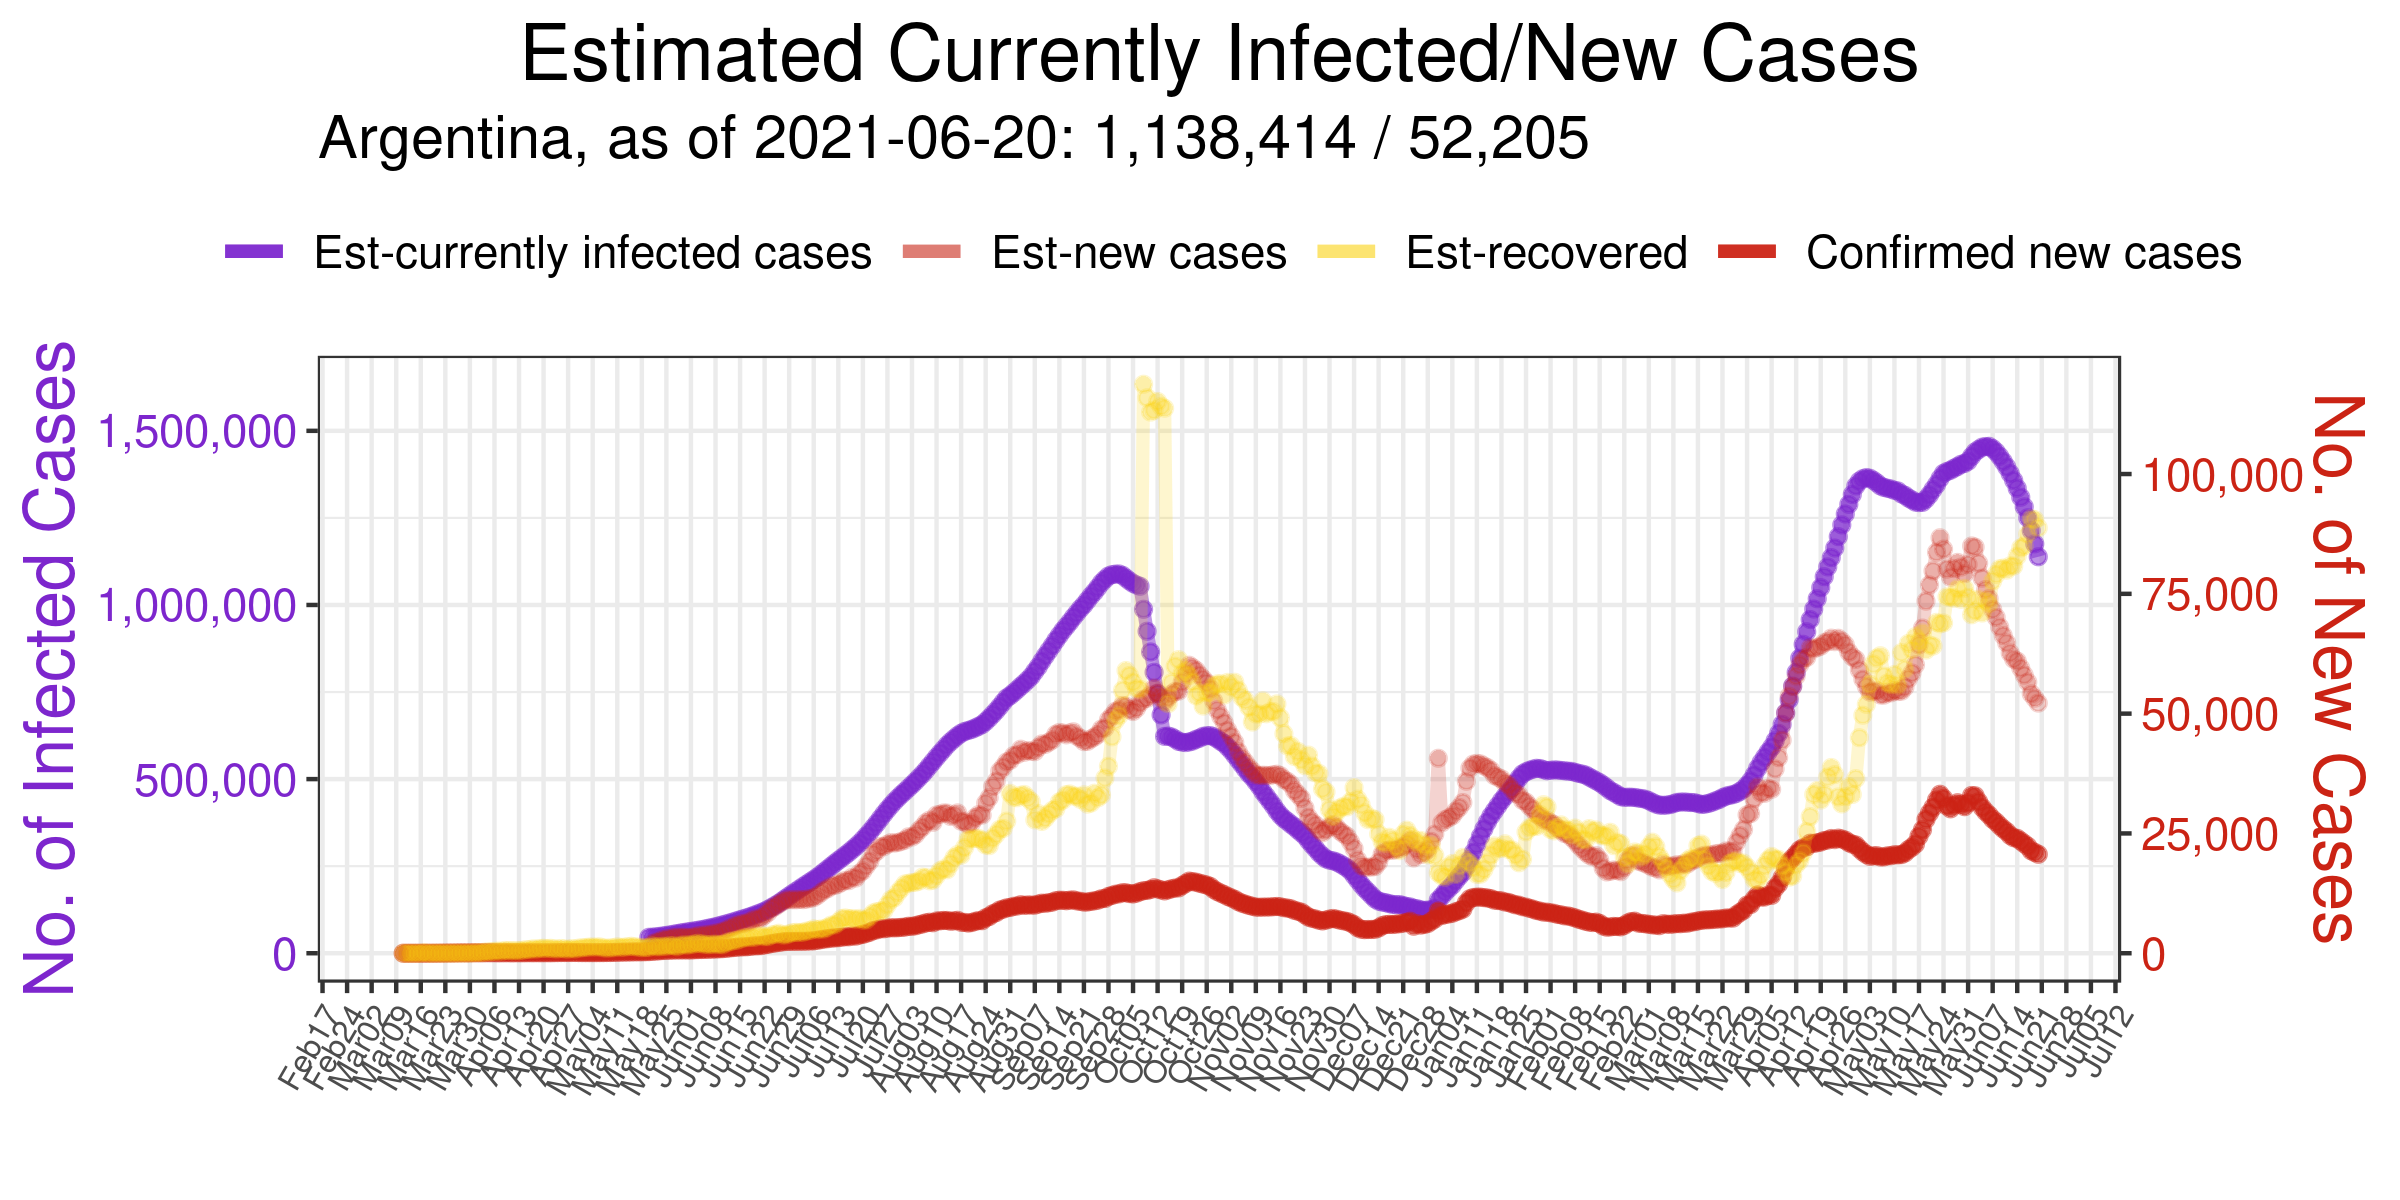 Estimated Currently Infected/New Cases
Argentina, as of 2021-06-20: 1,138,414 / 52,205
Est-currently infected cases Est-new cases Est-recovered Confirmed new cases
No. of Infected Cases
1,500,000
1,000,000
500,000
0
100,000
75,000
50,000
25,000
0
No. of New Cases
Feb17
Feb24
Mar02
Mar09
Mar16
Mar23
Mar30
Apr06
Apr13
Apr20
Apr27
May04
May11
May18
May25
Jun01
Jun08
Jun15
Jun22
Jun29
Jul06
Jul13
Jul20
Jul27
Aug03
Aug10
Aug17
Aug24
Aug31
Sep07
Sep14
Sep21
Sep28
Oct05
Oct12
Oct19
Oct26
Nov02
Nov09
Nov16
Nov23
Nov30
Dec07
Dec14
Dec21
Dec28
Jan04
Jan11
Jan18
Jan25
Feb01
Feb08
Feb15
Feb22
Mar01
Mar08
Mar15
Mar22
Mar29
Apr05
Apr12
Apr19
Apr26
May03
May10
May17
May24
May31
Jun07
Jun14
Jun21
Jun28
Jul05
Jul12